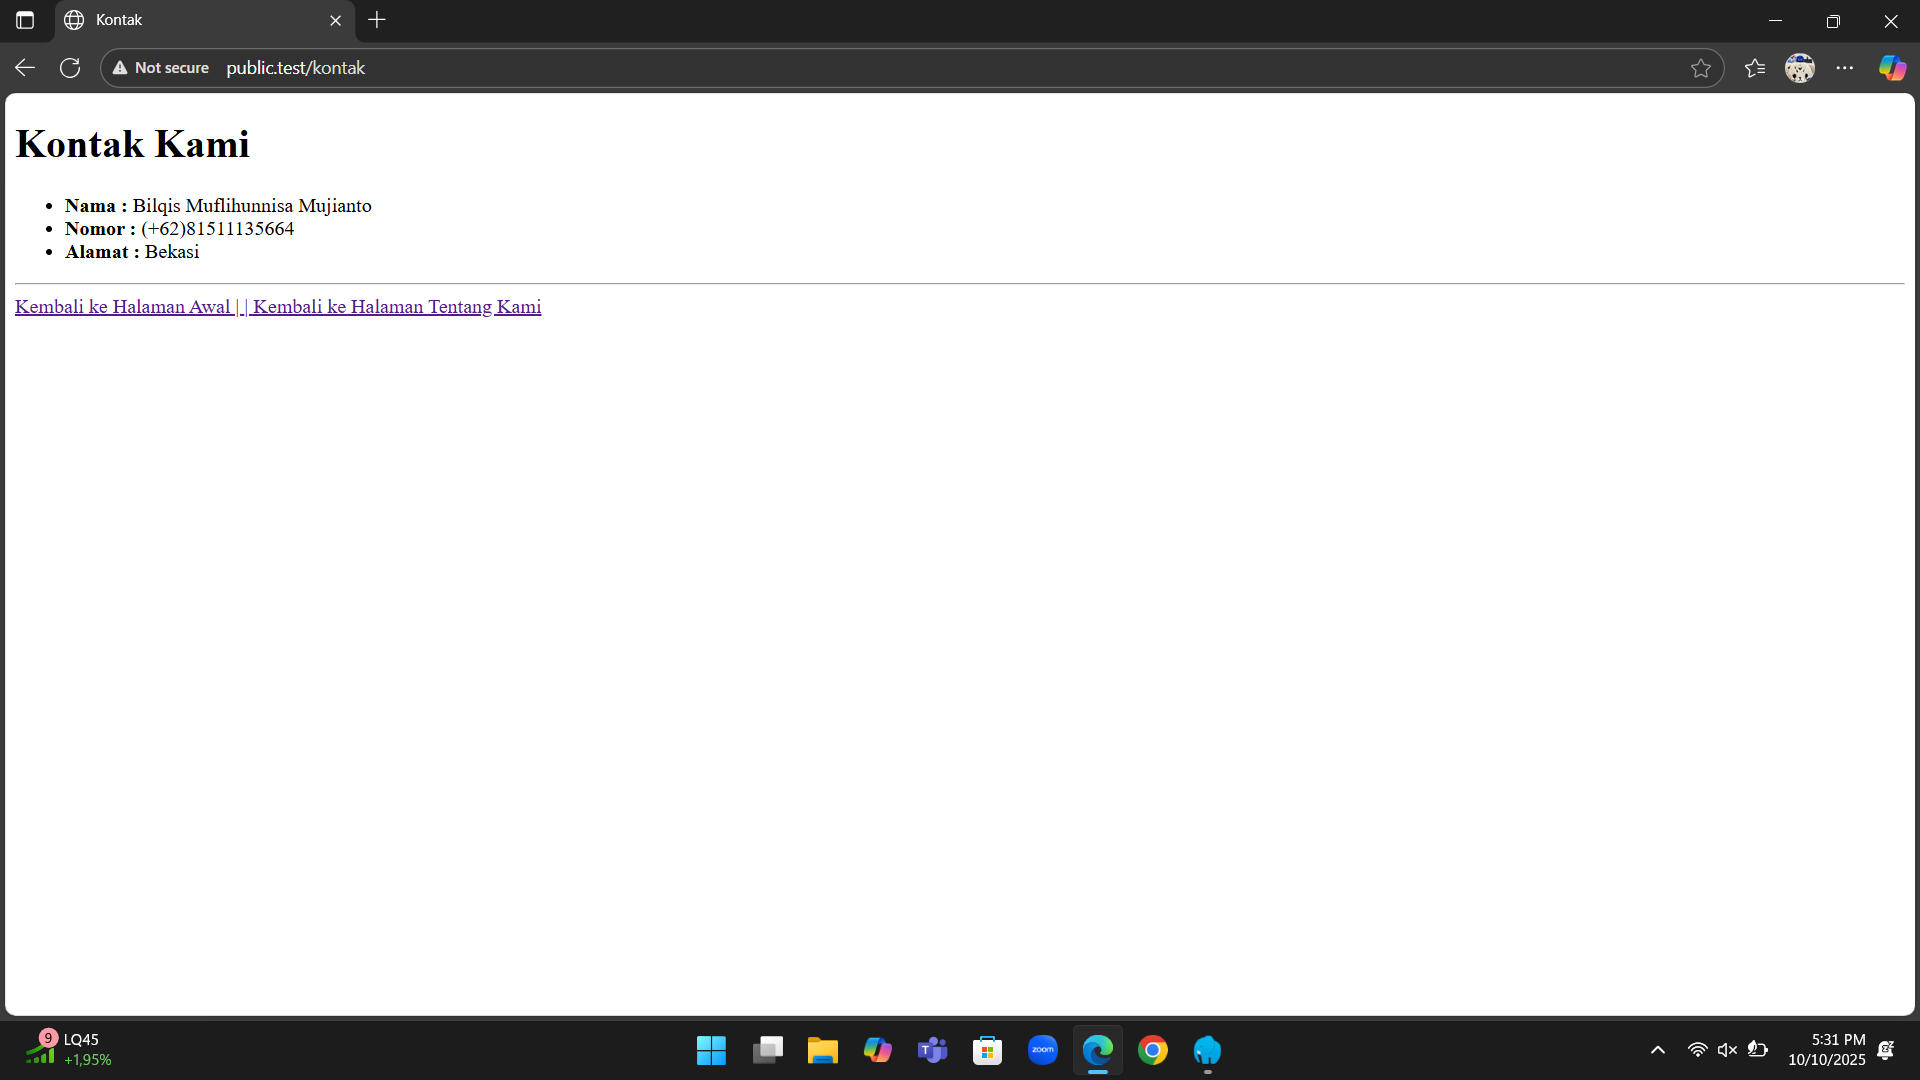 Kontak
Not secure public.test/kontak
Kontak Kami
• Nama : Bilqis Muflihunnisa Mujianto
• Nomor : (+62)81511135664
• Alamat : Bekasi
Kembali ke Halaman Awal | | Kembali ke Halaman Tentang Kami
9 LQ45
+1,95%
T
zoom
5:31 PM
10/10/2025